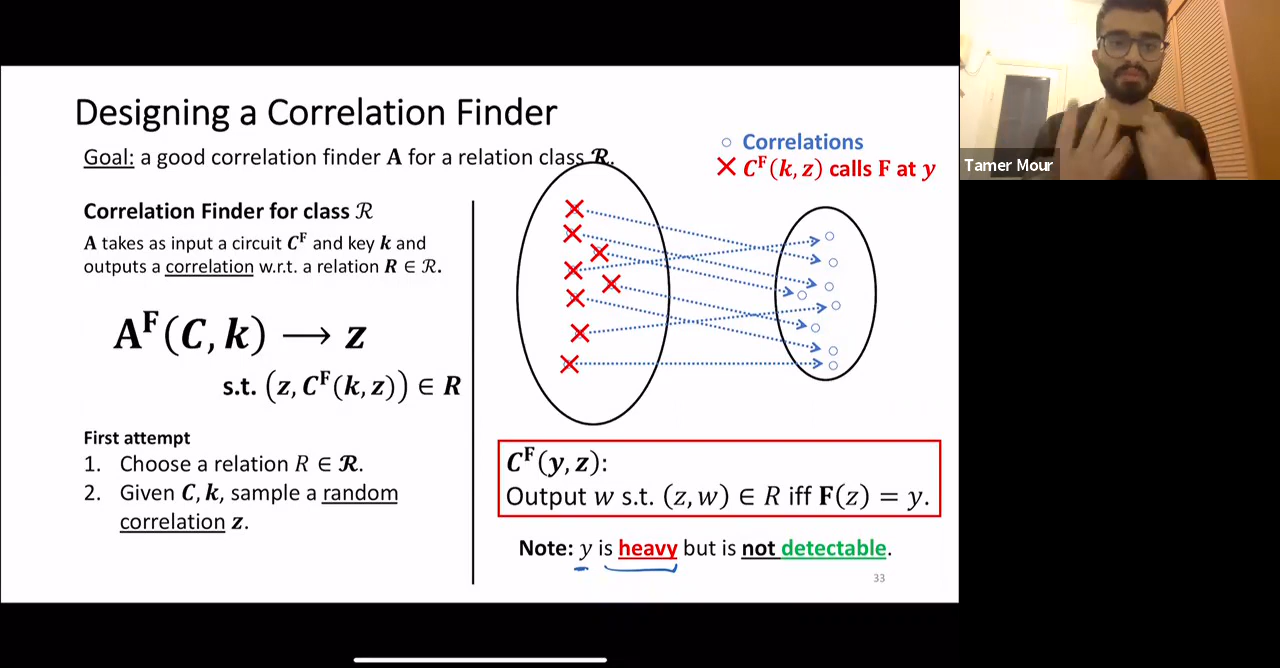 Designing a Correlation Finder
Goal: a good correlation finder A for a relation class ℛ.
Correlation Finder for class ℛ
A takes as input a circuit C^F and key k and
outputs a correlation w.r.t. a relation R ∈ ℛ.
A^F(C, k) ⟶ z
s.t. (z, C^F(k, z)) ∈ R
First attempt
1. Choose a relation R ∈ ℛ.
2. Given C, k, sample a random
correlation z.
○ Correlations
✕ C^F(k, z) calls F at y
C^F(y, z):
Output w s.t. (z, w) ∈ R iff F(z) = y.
Note: y is heavy but is not detectable.
33
Tamer Mour